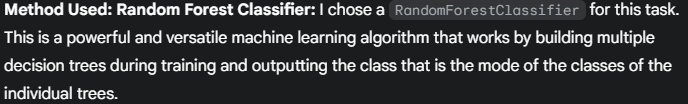 Method Used: Random Forest Classifier: I chose a RandomForestClassifier for this task.
This is a powerful and versatile machine learning algorithm that works by building multiple
decision trees during training and outputting the class that is the mode of the classes of the
individual trees.